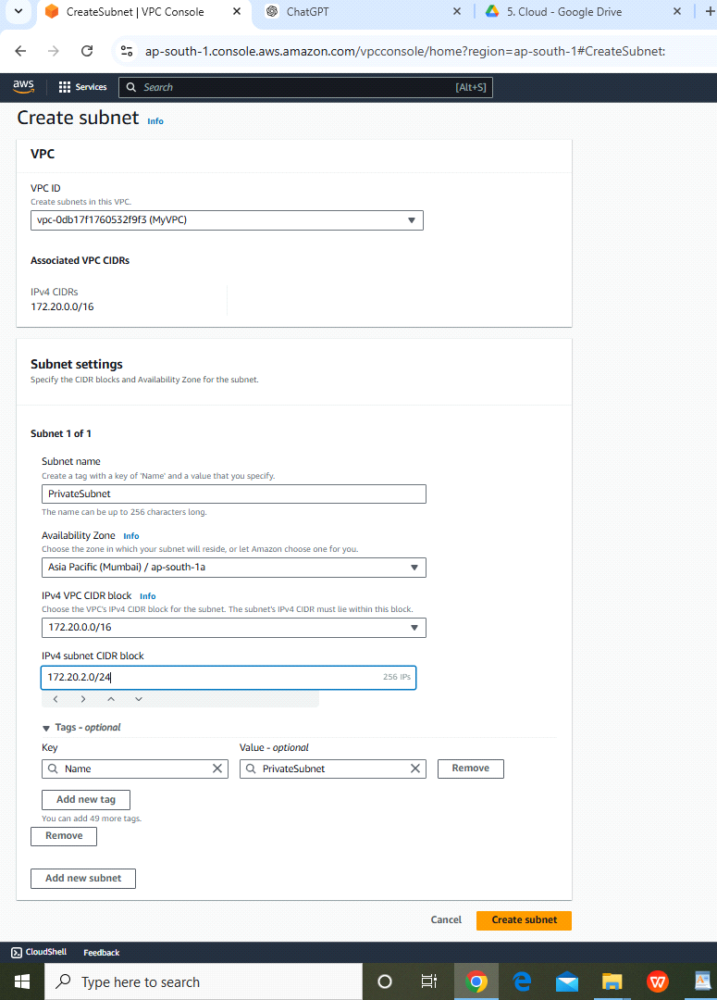 CreateSubnet | VPC Console
ChatGPT
5. Cloud - Google Drive
ap-south-1.console.aws.amazon.com/vpcconsole/home?region=ap-south-1#CreateSubnet:
aws
Services
Search
[Alt+S]
Create subnet Info
VPC
VPC ID
Create subnets in this VPC.
vpc-0db17f1760532f9f3 (MyVPC)
Associated VPC CIDRs
IPv4 CIDRs
172.20.0.0/16
Subnet settings
Specify the CIDR blocks and Availability Zone for the subnet.
Subnet 1 of 1
Subnet name
Create a tag with a key of 'Name' and a value that you specify.
PrivateSubnet
The name can be up to 256 characters long.
Availability Zone Info
Choose the zone in which your subnet will reside, or let Amazon choose one for you.
Asia Pacific (Mumbai) / ap-south-1a
IPv4 VPC CIDR block Info
Choose the VPC's IPv4 CIDR block for the subnet. The subnet's IPv4 CIDR must lie within this block.
172.20.0.0/16
IPv4 subnet CIDR block
172.20.2.0/24 256 IPs
Tags - optional
Key Value - optional
Name PrivateSubnet Remove
Add new tag
You can add 49 more tags.
Remove
Add new subnet
Cancel Create subnet
CloudShell Feedback
Type here to search